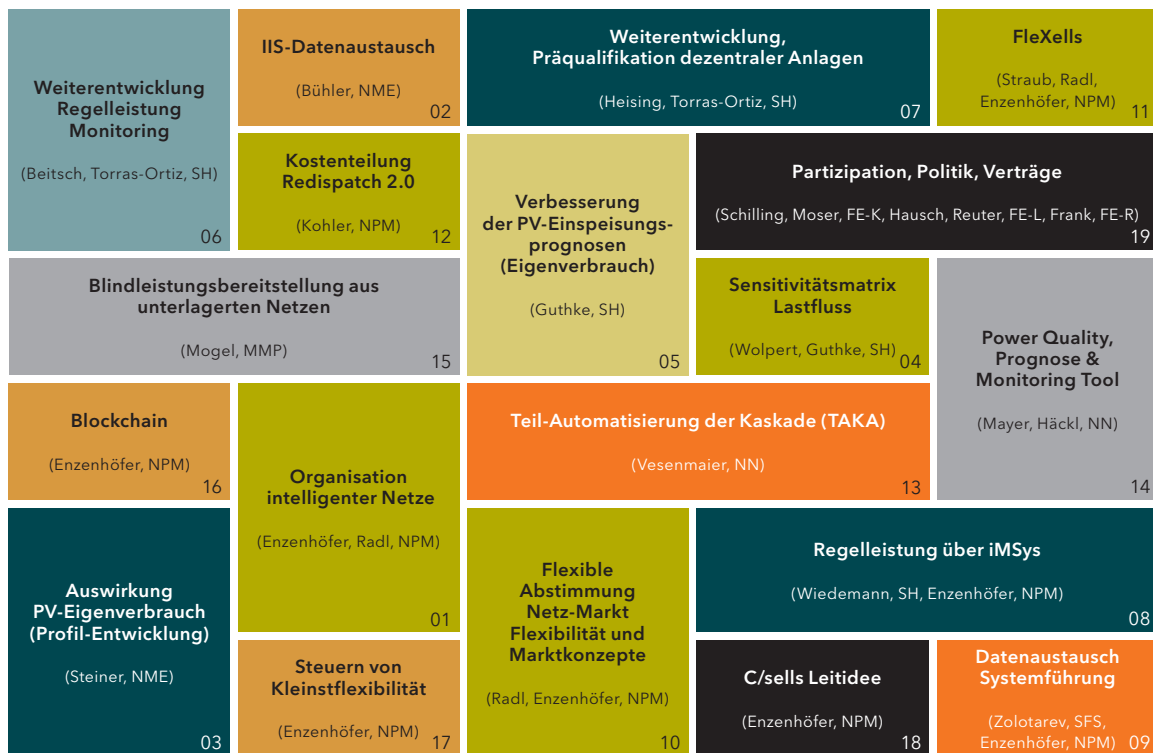 Weiterentwicklung
Regelleistung
Monitoring
(Beitsch, Torras-Ortiz, SH)
06
IIS-Datenaustausch
(Bühler, NME)
02
Weiterentwicklung,
Präqualifikation dezentraler Anlagen
(Heising, Torras-Ortiz, SH)
07
FleXells
(Straub, Radl,
Enzenhöfer, NPM)
11
Kostenteilung
Redispatch 2.0
(Kohler, NPM)
12
Verbesserung
der PV-Einspeisungs-
prognosen
(Eigenverbrauch)
(Guthke, SH)
05
Partizipation, Politik, Verträge
(Schilling, Moser, FE-K, Hausch, Reuter, FE-L, Frank, FE-R)
19
Blindleistungsbereitstellung aus
unterlagerten Netzen
(Mogel, MMP)
15
Sensitivitätsmatrix
Lastfluss
(Wolpert, Guthke, SH)
04
Power Quality,
Prognose &
Monitoring Tool
(Mayer, Häckl, NN)
14
Blockchain
(Enzenhöfer, NPM)
16
Organisation
intelligenter Netze
(Enzenhöfer, Radl, NPM)
01
Teil-Automatisierung der Kaskade (TAKA)
(Vesenmaier, NN)
13
Auswirkung
PV-Eigenverbrauch
(Profil-Entwicklung)
(Steiner, NME)
03
Flexible
Abstimmung
Netz-Markt
Flexibilität und
Marktkonzepte
(Radl, Enzenhöfer, NPM)
10
Regelleistung über iMSys
(Wiedemann, SH, Enzenhöfer, NPM)
08
Steuern von
Kleinstflexibilität
(Enzenhöfer, NPM)
17
C/sells Leitidee
(Enzenhöfer, NPM)
18
Datenaustausch
Systemführung
(Zolotarev, SFS,
Enzenhöfer, NPM)
09